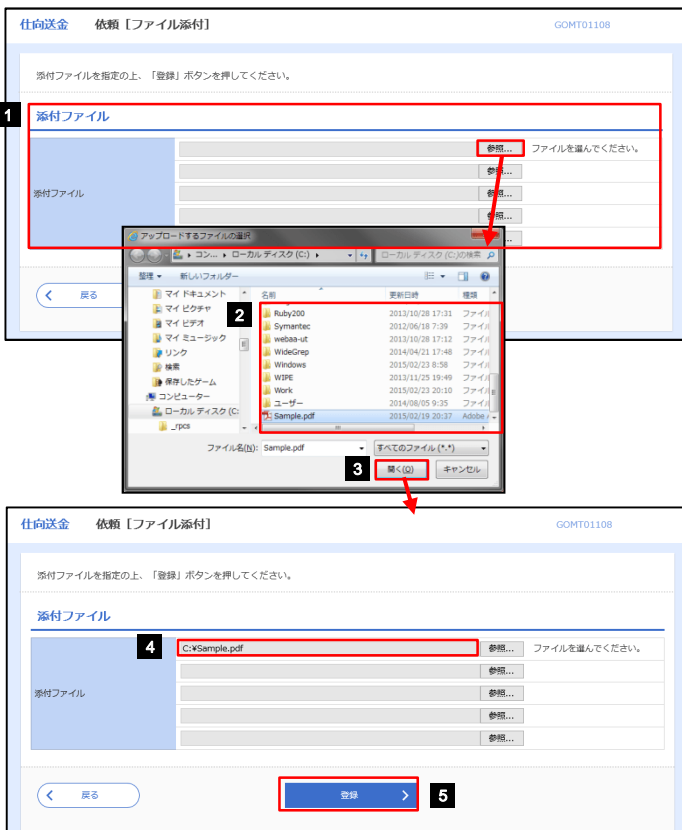 仕向送金 依頼［ファイル添付］ GOMT01108
添付ファイルを指定の上、「登録」ボタンを押してください。
1
添付ファイル
参照... ファイルを選んでください。
参照...
添付ファイル 参照...
参照...
...
戻る
アップロードするファイルの選択
コン... ローカル ディスク (C:) ローカル ディスク (C:)の検索
整理 新しいフォルダー
マイ ドキュメント 名前 更新日時 種類
マイ ピクチャ
2
マイ ビデオ
マイ ミュージック
リンク
検索
保存したゲーム
コンピューター
ローカル ディスク (C:
_rpcs
Ruby200 2013/10/28 17:31 ファイル
Symantec 2012/06/18 7:39 ファイル
webaa-ut 2013/10/28 17:12 ファイル
WideGrep 2014/04/21 17:48 ファイル
Windows 2015/02/23 8:58 ファイル
WIPE 2013/11/25 19:49 ファイル
Work 2015/02/23 20:10 ファイル
ユーザー 2014/08/05 9:35 ファイル
Sample.pdf 2015/02/19 20:37 Adobe
ファイル名(N): Sample.pdf すべてのファイル (*.*)
3 開く(O) キャンセル
仕向送金 依頼［ファイル添付］ GOMT01108
添付ファイルを指定の上、「登録」ボタンを押してください。
添付ファイル
4 C:¥Sample.pdf 参照... ファイルを選んでください。
参照...
添付ファイル 参照...
参照...
参照...
戻る 登録 5